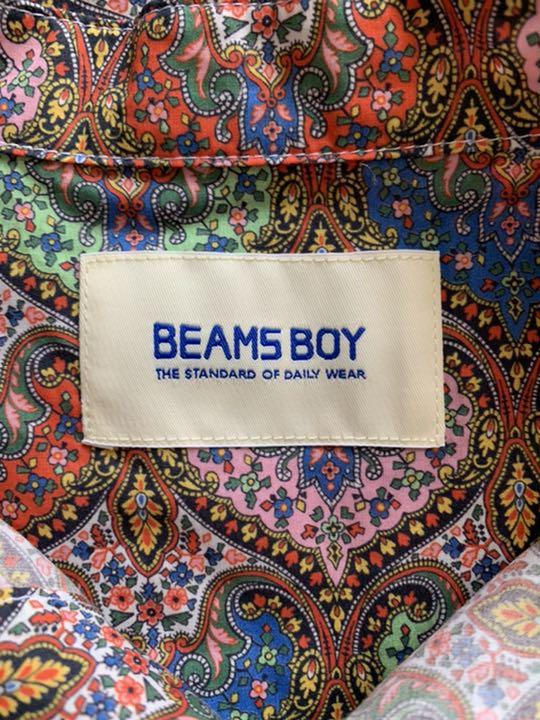 BEAMS BOY
THE STANDARD OF DAILY WEAR